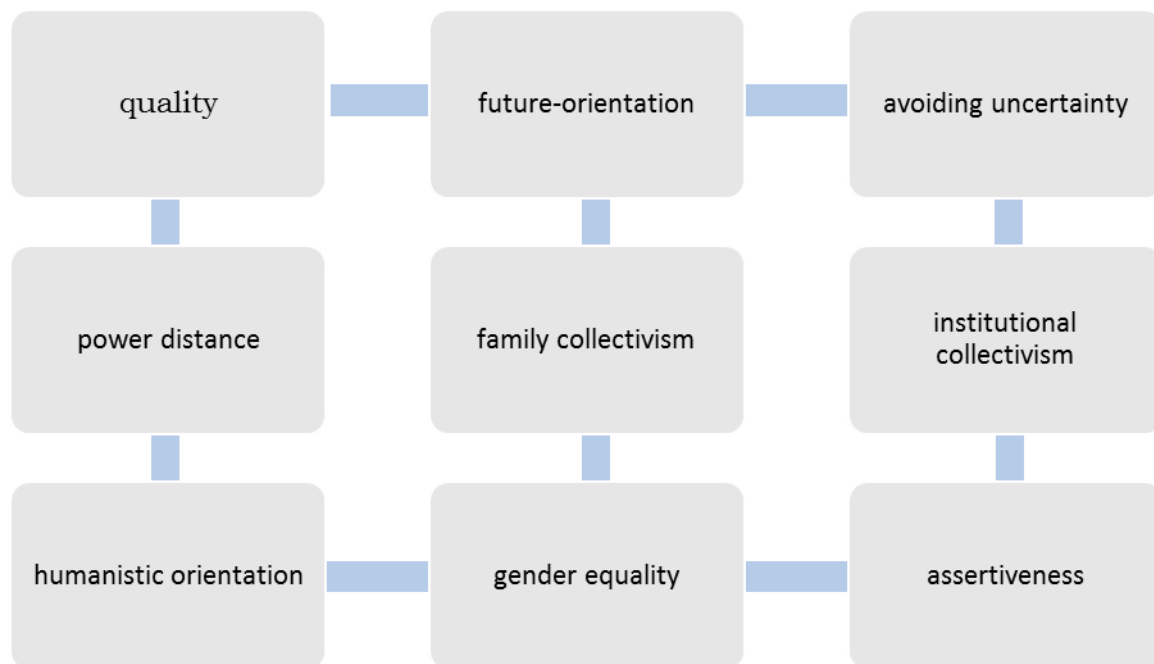 quality
future-orientation
avoiding uncertainty
power distance
family collectivism
institutional
collectivism
humanistic orientation
gender equality
assertiveness